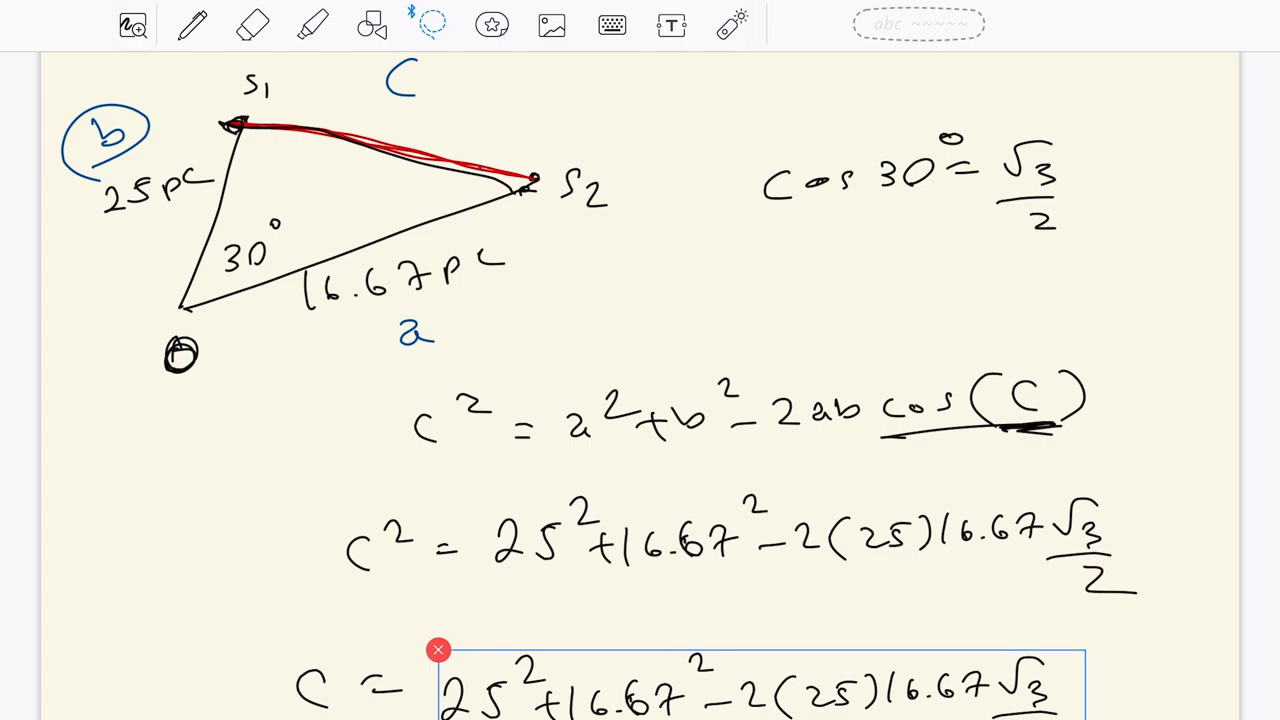 abc ~~~~~
S1
C
b
25pc
S2
30°
16.67pc
a
cos 30° = √3/2
c² = a² + b² - 2ab cos(C)
c² = 25² + 16.67² - 2(25)16.67 √3/2
c = 25² + 16.67² - 2(25)16.67 √3